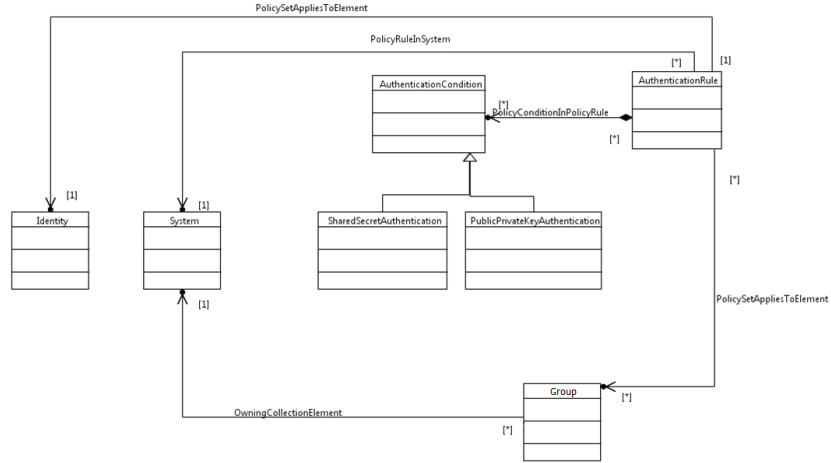 PolicySetAppliesToElement
PolicyRuleInSystem
[*]
[1]
AuthenticationCondition
AuthenticationRule
[*]
PolicyConditionInPolicyRule
[*]
[*]
[1]
[1]
Identity
System
SharedSecretAuthentication
PublicPrivateKeyAuthentication
[1]
PolicySetAppliesToElement
Group
[*]
OwningCollectionElement
[*]